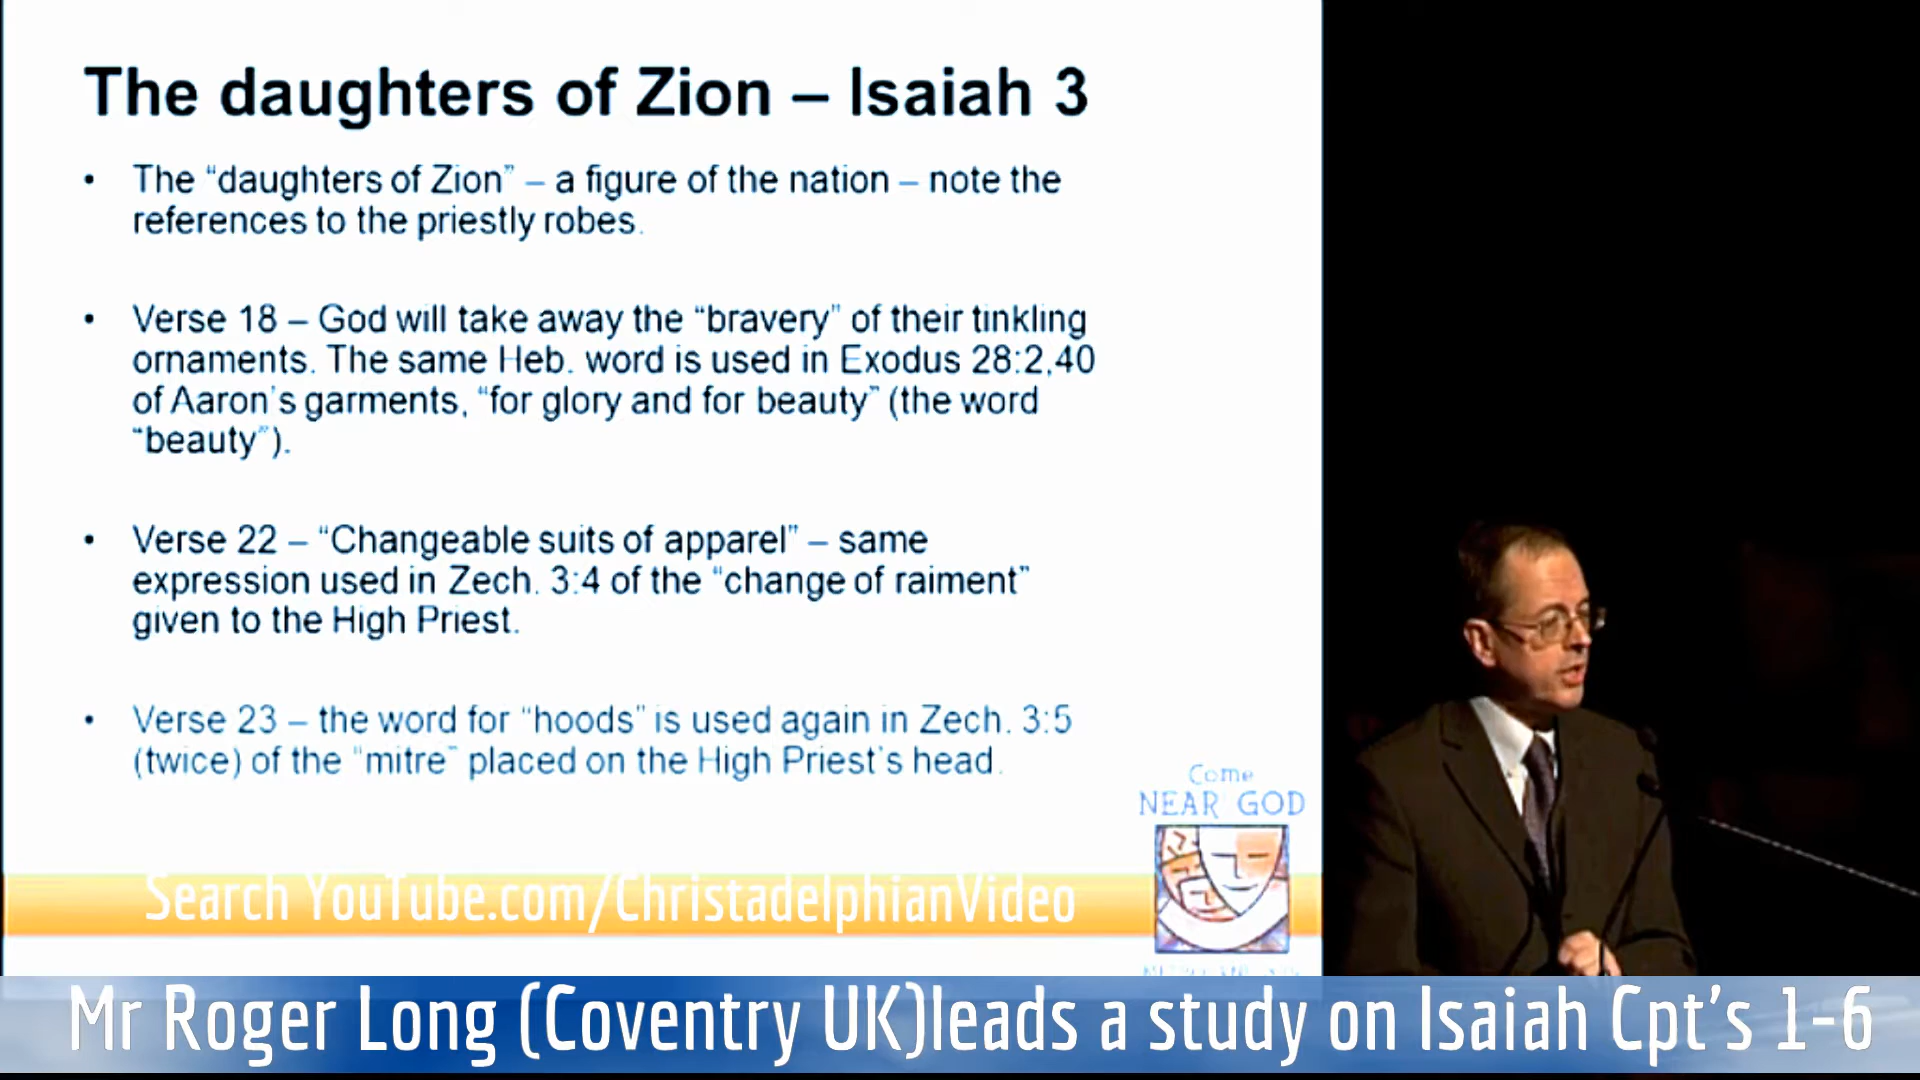 The daughters of Zion – Isaiah 3
• The “daughters of Zion” – a figure of the nation – note the
references to the priestly robes.
• Verse 18 – God will take away the “bravery” of their tinkling
ornaments. The same Heb. word is used in Exodus 28:2,40
of Aaron’s garments, “for glory and for beauty” (the word
“beauty”).
• Verse 22 – “Changeable suits of apparel” – same
expression used in Zech. 3:4 of the “change of raiment”
given to the High Priest.
• Verse 23 – the word for “hoods” is used again in Zech. 3:5
(twice) of the “mitre” placed on the High Priest’s head.
Come
NEAR GOD
Search YouTube.com/ChristadelphianVideo
Mr Roger Long (Coventry UK)leads a study on Isaiah Cpt’s 1-6